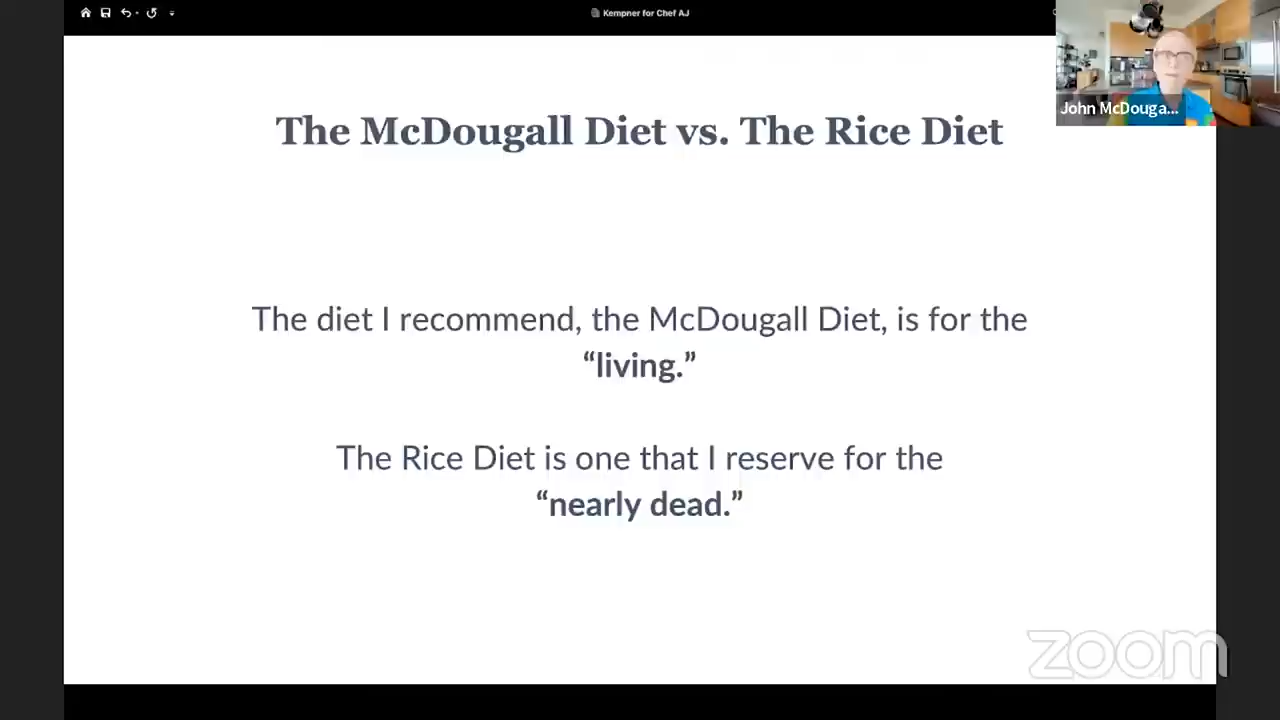 Kempner for Chef AJ
John McDouga...
The McDougall Diet vs. The Rice Diet
The diet I recommend, the McDougall Diet, is for the
“living.”
The Rice Diet is one that I reserve for the
“nearly dead.”
zoom